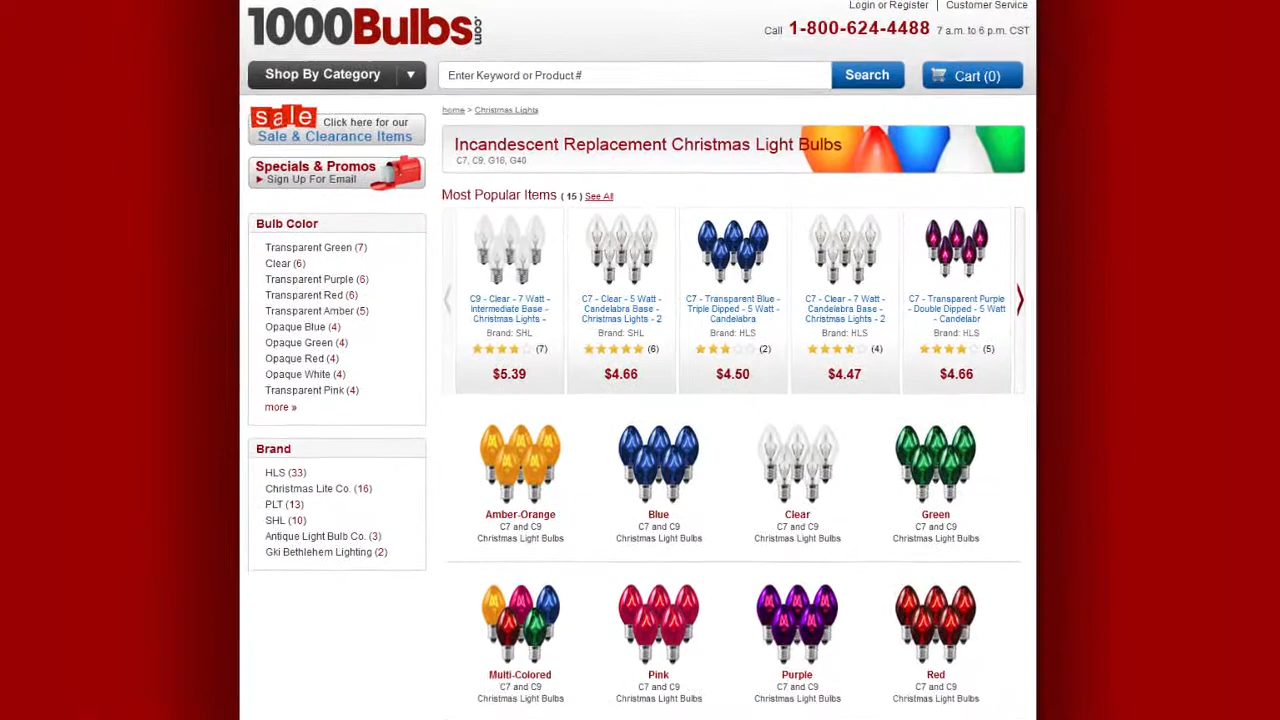 Login or Register | Customer Service
1000Bulbs.com
Call 1-800-624-4488 7 a.m. to 6 p.m. CST
Shop By Category ▼
Enter Keyword or Product #
Search
Cart (0)
sale
Click here for our
Sale & Clearance Items
Specials & Promos
Sign Up For Email
home > Christmas Lights
Incandescent Replacement Christmas Light Bulbs
C7, C9, G16, G40
Most Popular Items ( 15 ) See All
Bulb Color
Transparent Green (7)
Clear (6)
Transparent Purple (6)
Transparent Red (6)
Transparent Amber (5)
Opaque Blue (4)
Opaque Green (4)
Opaque Red (4)
Opaque White (4)
Transparent Pink (4)
more »
Brand
HLS (33)
Christmas Lite Co. (16)
PLT (13)
SHL (10)
Antique Light Bulb Co. (3)
Gki Bethlehem Lighting (2)
C9 - Clear - 7 Watt -
Intermediate Base -
Christmas Lights -
Brand: SHL
(7)
$5.39
C7 - Clear - 5 Watt -
Candelabra Base -
Christmas Lights - 2
Brand: SHL
(6)
$4.66
C7 - Transparent Blue -
Triple Dipped - 5 Watt -
Candelabra
Brand: HLS
(2)
$4.50
C7 - Clear - 7 Watt -
Candelabra Base -
Christmas Lights - 2
Brand: HLS
(4)
$4.47
C7 - Transparent Purple
- Double Dipped - 5 Watt
- Candelabr
Brand: HLS
(5)
$4.66
Amber-Orange
C7 and C9
Christmas Light Bulbs
Blue
C7 and C9
Christmas Light Bulbs
Clear
C7 and C9
Christmas Light Bulbs
Green
C7 and C9
Christmas Light Bulbs
Multi-Colored
C7 and C9
Christmas Light Bulbs
Pink
C7 and C9
Christmas Light Bulbs
Purple
C7 and C9
Christmas Light Bulbs
Red
C7 and C9
Christmas Light Bulbs